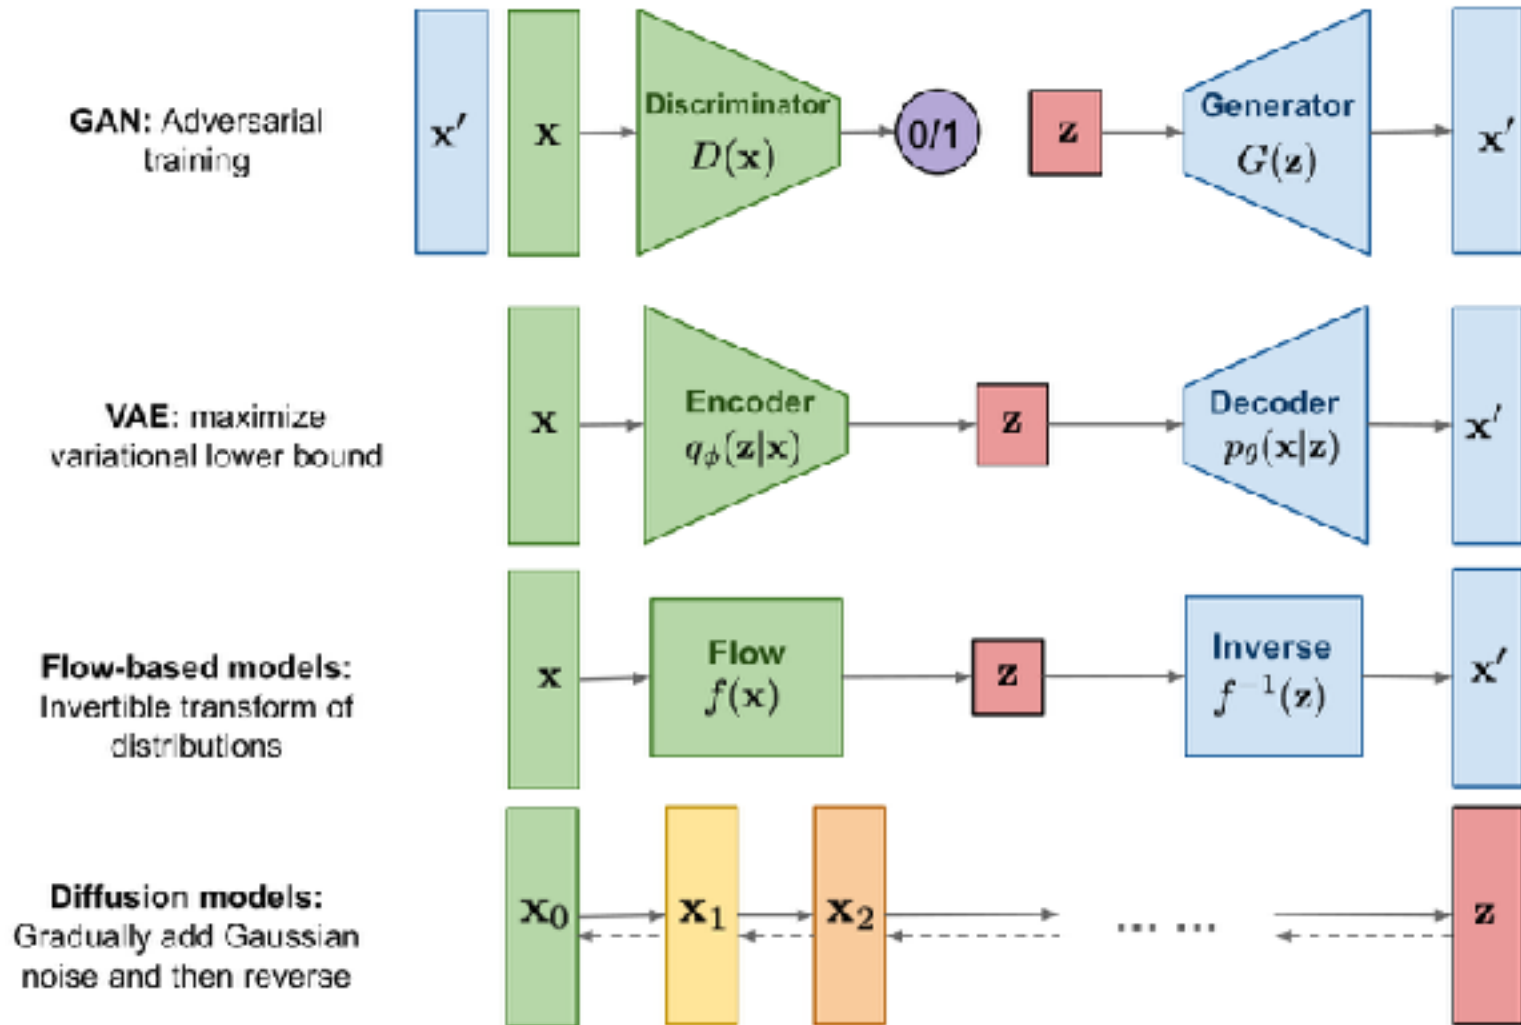 GAN: Adversarial
training
x′
x
Discriminator
D(x)
0/1
z
Generator
G(z)
x′
VAE: maximize
variational lower bound
x
Encoder
qϕ(z|x)
z
Decoder
pθ(x|z)
x′
Flow-based models:
Invertible transform of
distributions
x
Flow
f(x)
z
Inverse
f⁻¹(z)
x′
Diffusion models:
Gradually add Gaussian
noise and then reverse
x₀
x₁
x₂
... ...
z